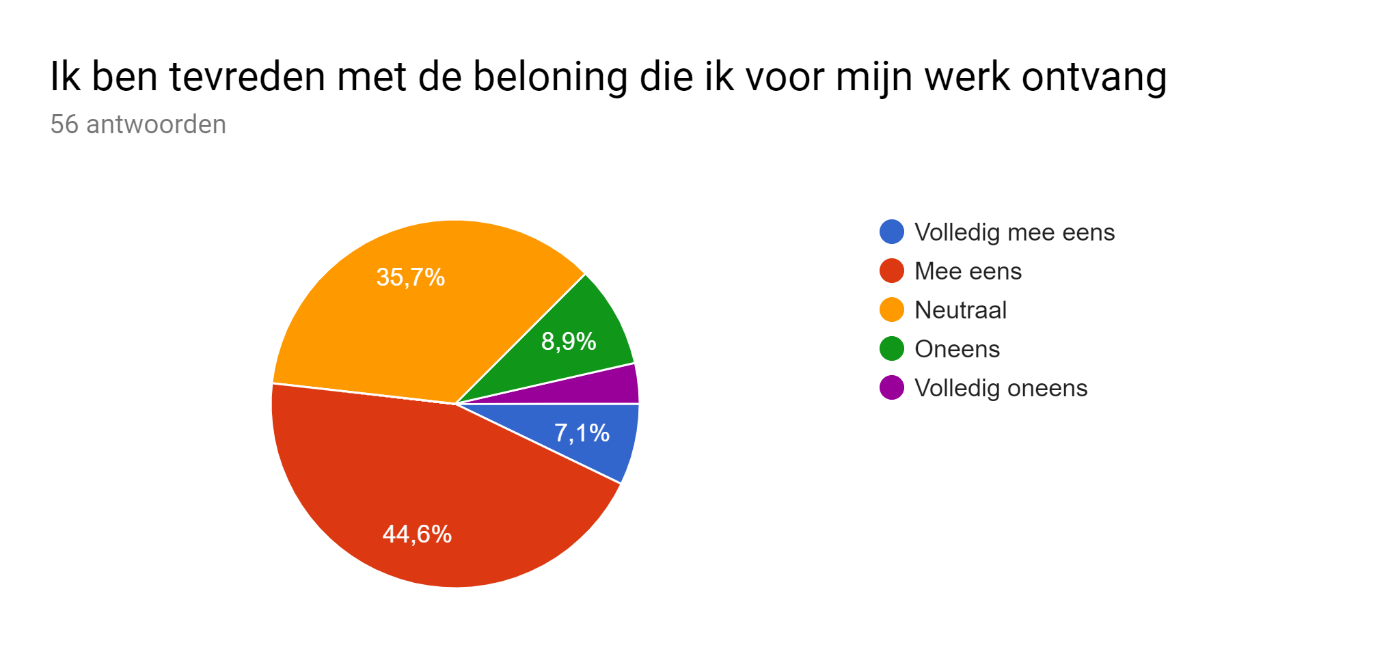 Ik ben tevreden met de beloning die ik voor mijn werk ontvang
56 antwoorden
35,7%
8,9%
7,1%
44,6%
Volledig mee eens
Mee eens
Neutraal
Oneens
Volledig oneens